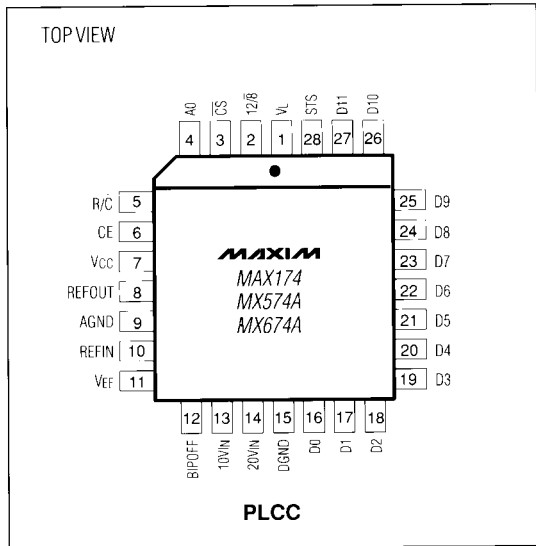 TOP VIEW
A0 C̅S̅ 12/8̅ VL STS D11 D10
4 3 2 1 28 27 26
R/C̅ 5
CE 6
VCC 7
REFOUT 8
AGND 9
REFIN 10
VEF 11
MAXIM
MAX174
MX574A
MX674A
25 D9
24 D8
23 D7
22 D6
21 D5
20 D4
19 D3
12 13 14 15 16 17 18
BIPOFF 10VIN 20VIN DGND D0 D1 D2
PLCC